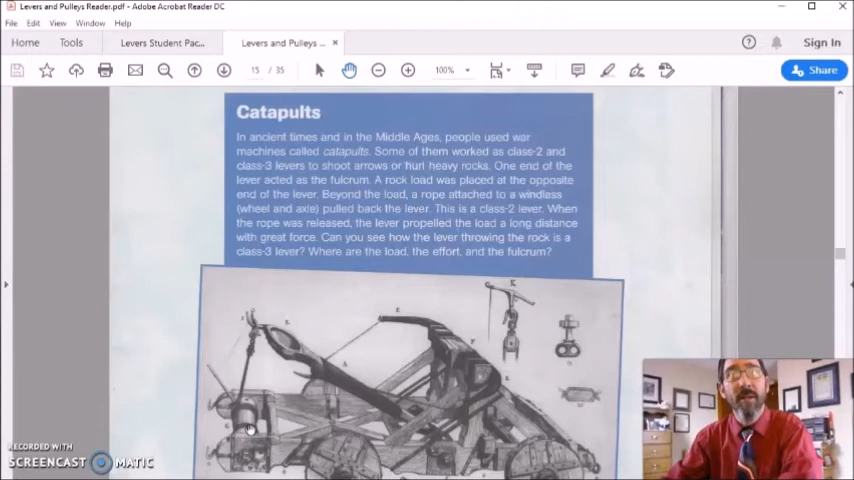 Levers and Pulleys Reader.pdf - Adobe Acrobat Reader DC
File Edit View Window Help
Home Tools Levers Student Pac... Levers and Pulleys ... × Sign In
15 / 35 100% Share
Catapults
In ancient times and in the Middle Ages, people used war
machines called catapults. Some of them worked as class-2 and
class-3 levers to shoot arrows or hurl heavy rocks. One end of the
lever acted as the fulcrum. A rock load was placed at the opposite
end of the lever. Beyond the load, a rope attached to a windless
(wheel and axle) pulled back the lever. This is a class-2 lever. When
the rope was released, the lever propelled the load a long distance
with great force. Can you see how the lever throwing the rock is a
class-3 lever? Where are the load, the effort, and the fulcrum?
RECORDED WITH
SCREENCAST MATIC